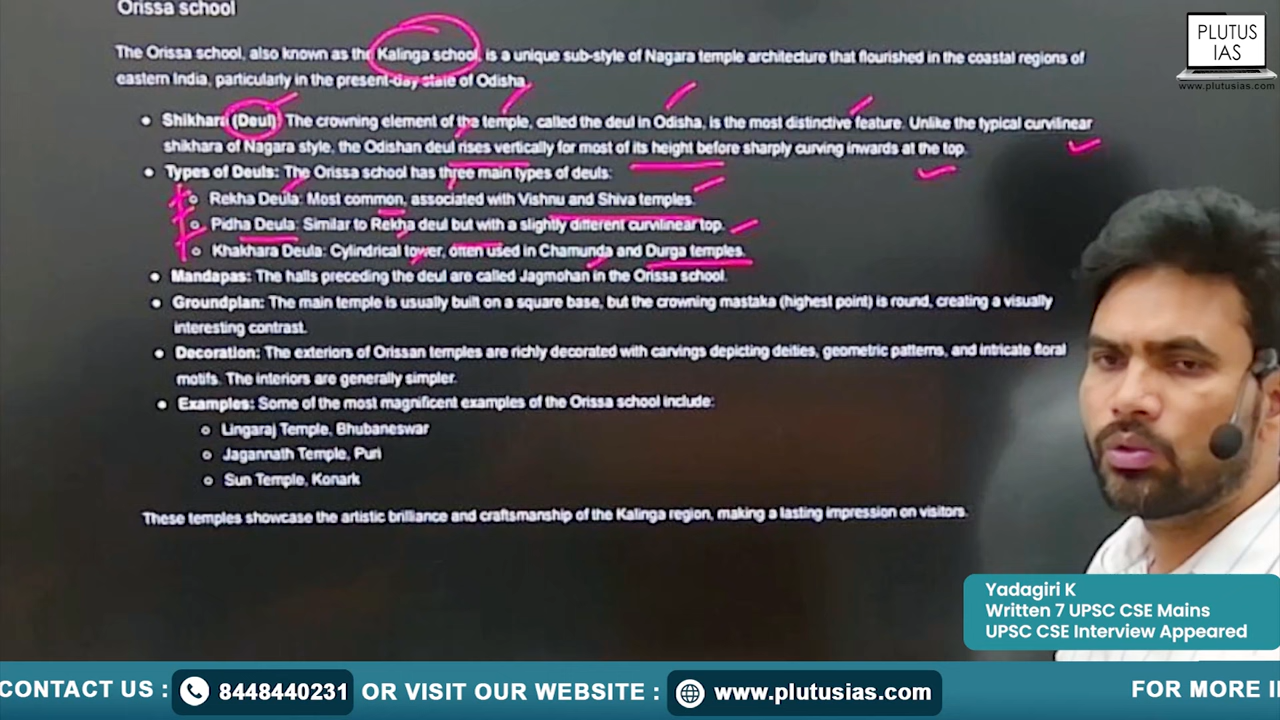 Orissa school
PLUTUS
IAS
www.plutusias.com
The Orissa school, also known as the Kalinga school, is a unique sub-style of Nagara temple architecture that flourished in the coastal regions of
eastern India, particularly in the present-day state of Odisha.
• Shikhara (Deul) The crowning element of the temple, called the deul in Odisha, is the most distinctive feature. Unlike the typical curvilinear
shikhara of Nagara style, the Odishan deul rises vertically for most of its height before sharply curving inwards at the top.
• Types of Deuls: The Orissa school has three main types of deuls:
o Rekha Deula: Most common, associated with Vishnu and Shiva temples.
o Pidha Deula: Similar to Rekha deul but with a slightly different curvilinear top.
o Khakhara Deula: Cylindrical tower, often used in Chamunda and Durga temples.
• Mandapas: The halls preceding the deul are called Jagmohan in the Orissa school.
• Groundplan: The main temple is usually built on a square base, but the crowning mastaka (highest point) is round, creating a visually
interesting contrast.
• Decoration: The exteriors of Orissan temples are richly decorated with carvings depicting deities, geometric patterns, and intricate floral
motifs. The interiors are generally simpler.
• Examples: Some of the most magnificent examples of the Orissa school include:
o Lingaraj Temple, Bhubaneswar
o Jagannath Temple, Puri
o Sun Temple, Konark
These temples showcase the artistic brilliance and craftsmanship of the Kalinga region, making a lasting impression on visitors.
Yadagiri K
Written 7 UPSC CSE Mains
UPSC CSE Interview Appeared
CONTACT US : 8448440231 OR VISIT OUR WEBSITE : www.plutusias.com FOR MORE I